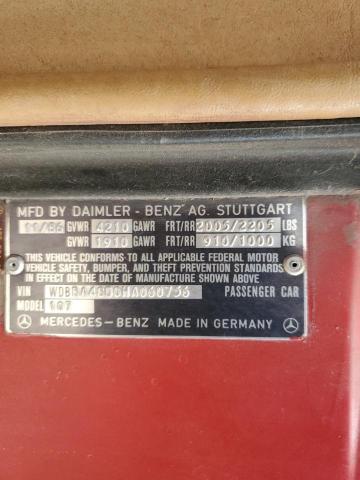 MFD BY DAIMLER - BENZ AG. STUTTGART
11/86 GVWR 4210 GAWR FRT/RR 2005/2205 LBS
GVWR 1910 GAWR FRT/RR 910/1000 KG
THIS VEHICLE CONFORMS TO ALL APPLICABLE FEDERAL MOTOR
VEHICLE SAFETY, BUMPER, AND THEFT PREVENTION STANDARDS
IN EFFECT ON THE DATE OF MANUFACTURE SHOWN ABOVE.
VIN PASSENGER CAR
MODEL 107
MERCEDES-BENZ MADE IN GERMANY